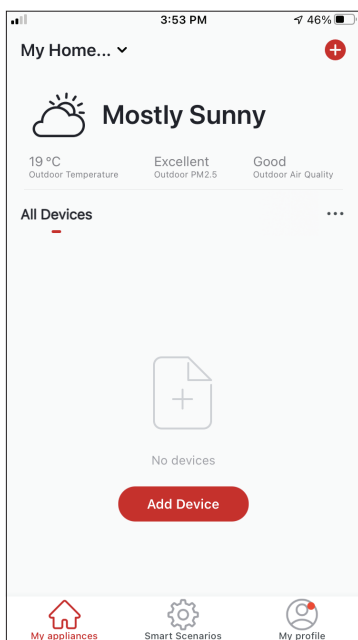 3:53 PM
46%
My Home...
Mostly Sunny
19 °C Excellent Good
Outdoor Temperature Outdoor PM2.5 Outdoor Air Quality
All Devices
No devices
Add Device
My appliances Smart Scenarios My profile